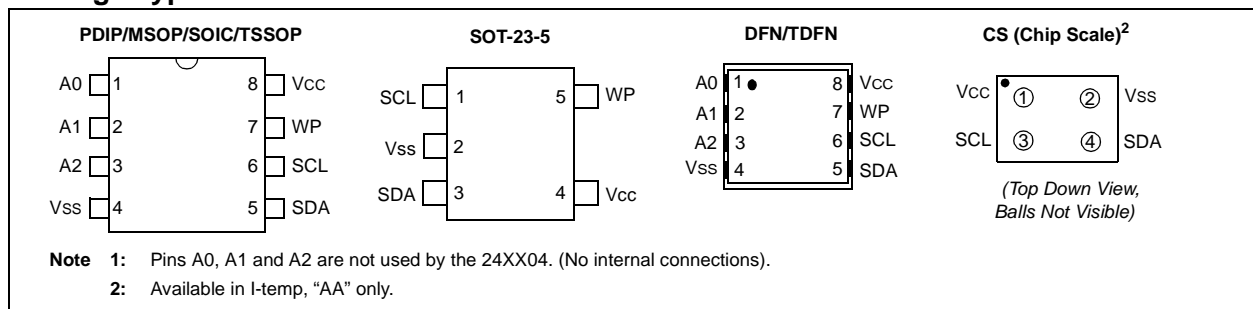 PDIP/MSOP/SOIC/TSSOP
A0 1 8 VCC
A1 2 7 WP
A2 3 6 SCL
VSS 4 5 SDA
SOT-23-5
SCL 1 5 WP
Vss 2
SDA 3 4 Vcc
DFN/TDFN
A0 1 8 VCC
A1 2 7 WP
A2 3 6 SCL
VSS 4 5 SDA
CS (Chip Scale)2
VCC 1 2 VSS
SCL 3 4 SDA
(Top Down View,
Balls Not Visible)
Note 1: Pins A0, A1 and A2 are not used by the 24XX04. (No internal connections).
2: Available in I-temp, “AA” only.